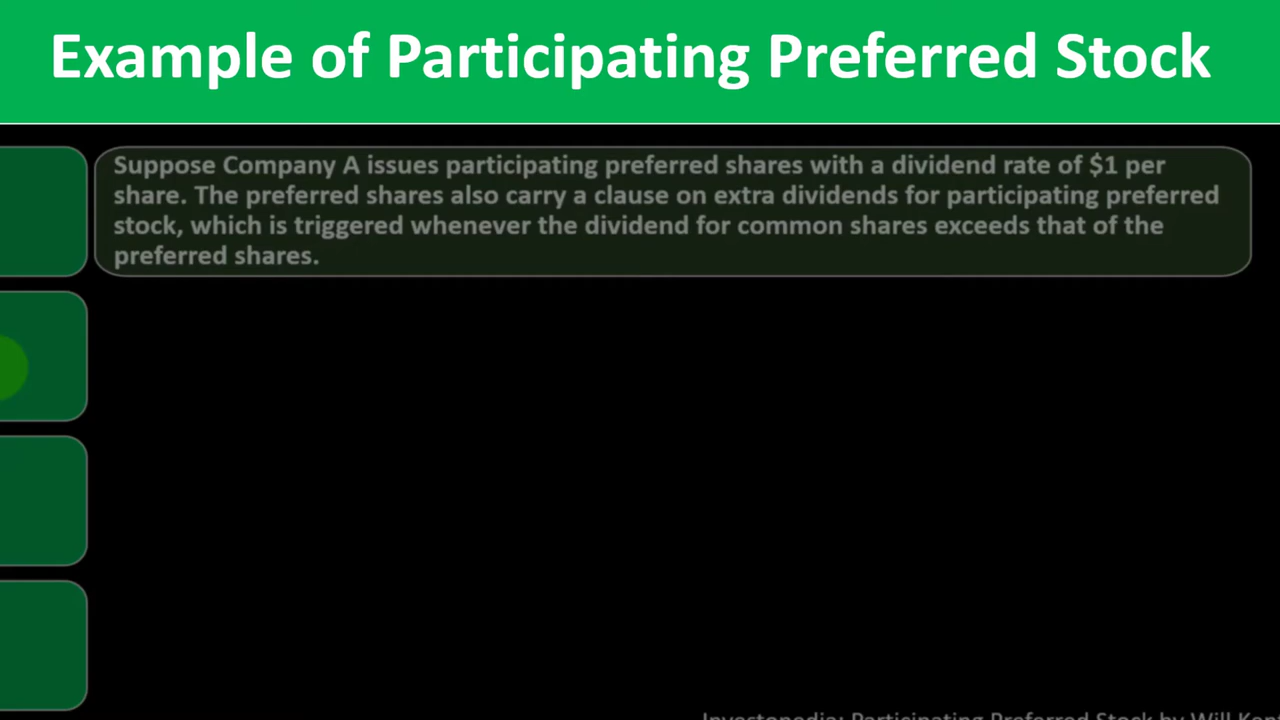 Example of Participating Preferred Stock
Suppose Company A issues participating preferred shares with a dividend rate of $1 per
share. The preferred shares also carry a clause on extra dividends for participating preferred
stock, which is triggered whenever the dividend for common shares exceeds that of the
preferred shares.
Investopedia: Participating Preferred Stock by Will